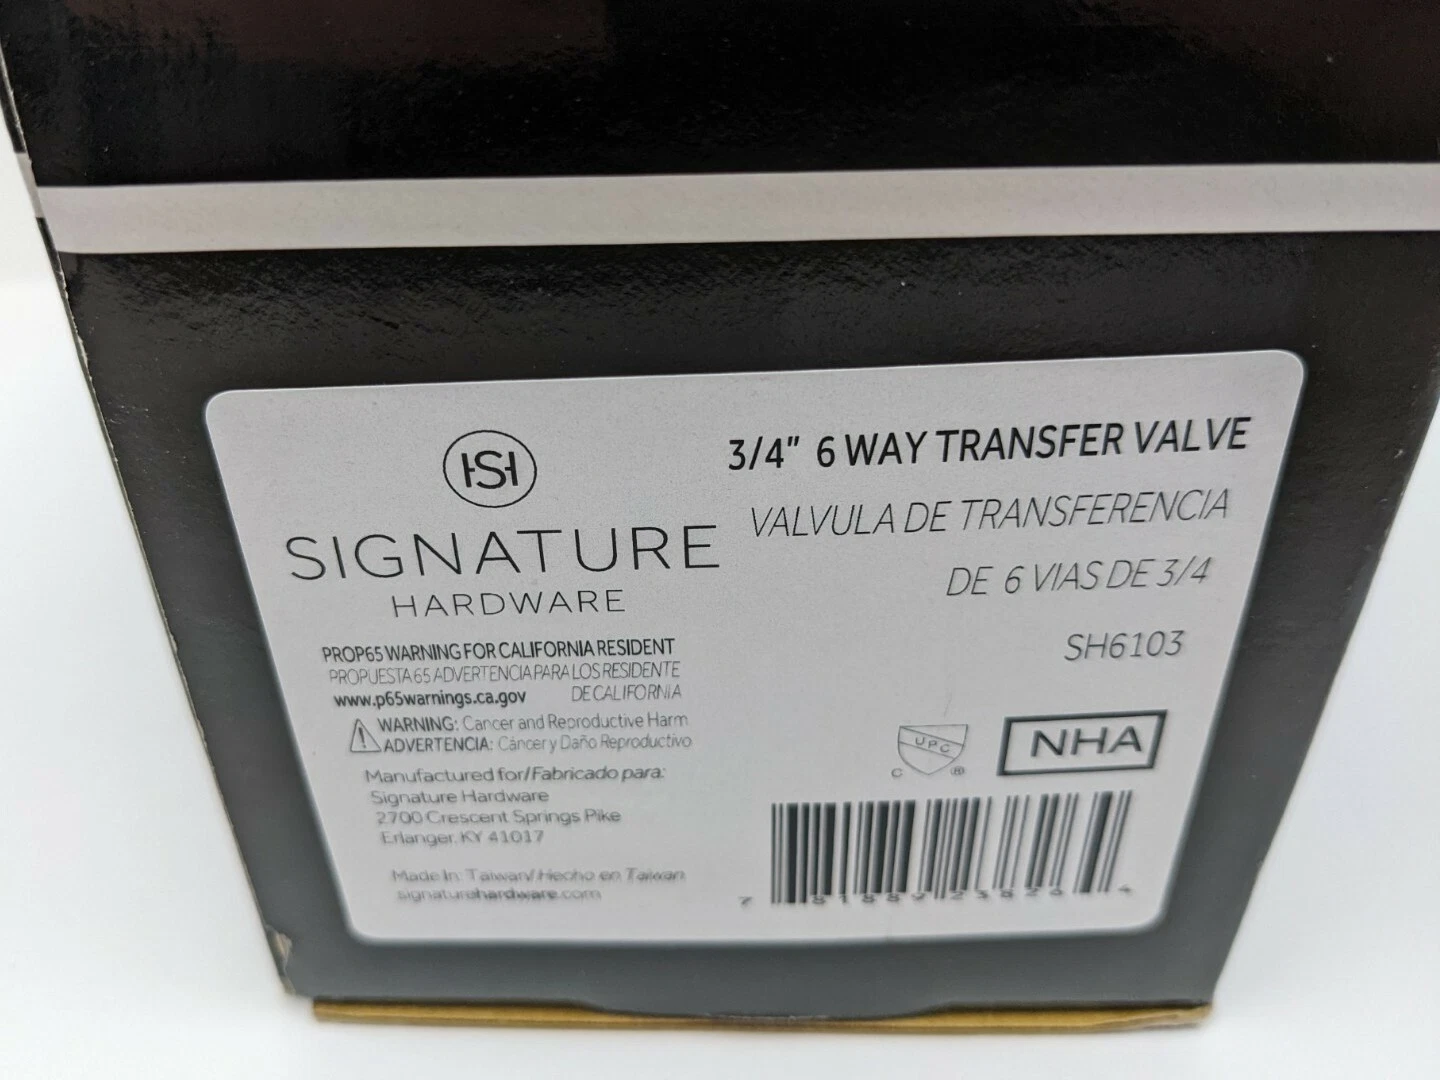 HSH
SIGNATURE
HARDWARE
PROP65 WARNING FOR CALIFORNIA RESIDENT
PROPUESTA 65 ADVERTENCIA PARA LOS RESIDENTE
www.p65warnings.ca.gov DE CALIFORNIA
WARNING: Cancer and Reproductive Harm
ADVERTENCIA: Cáncer y Daño Reproductivo
Manufactured for/Fabricado para:
Signature Hardware
2700 Crescent Springs Pike
Erlanger, KY 41017
Made In: Taiwan/Hecho en Taiwan
signaturehardware.com
3/4" 6 WAY TRANSFER VALVE
VALVULA DE TRANSFERENCIA
DE 6 VIAS DE 3/4
SH6103
UPC
C ®
NHA